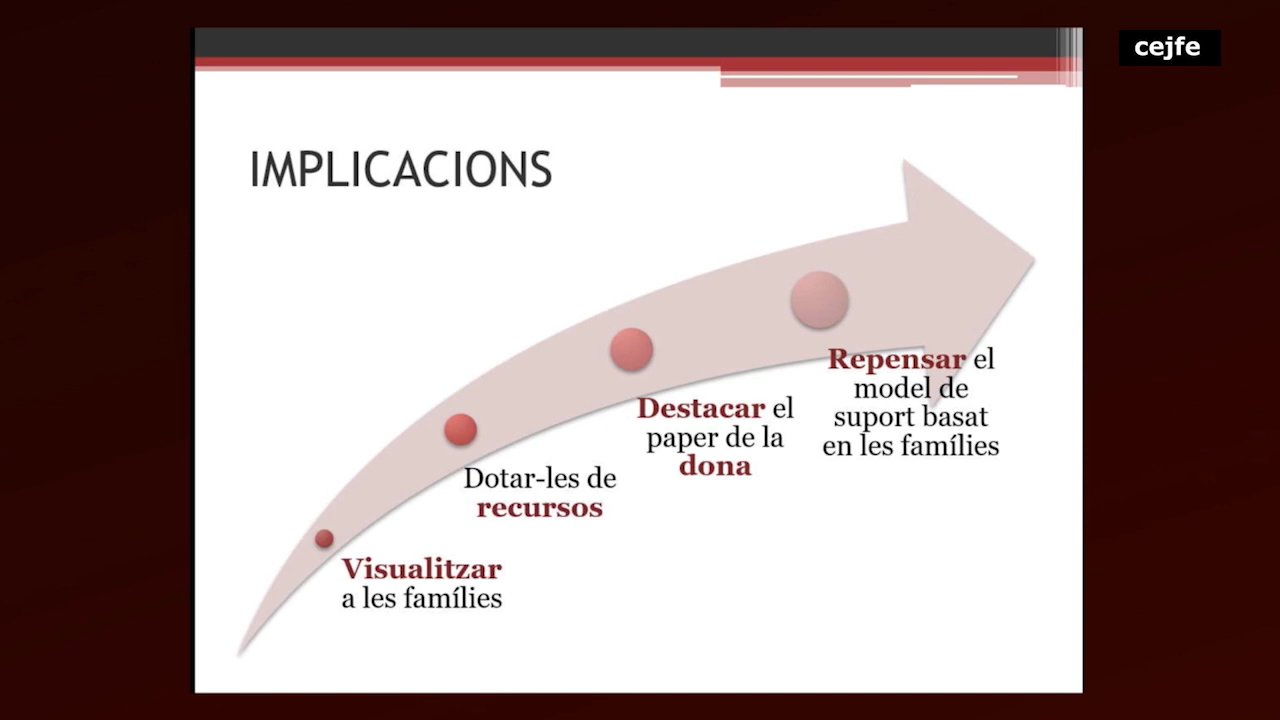 cejfe
IMPLICACIONS
Visualitzar
a les famílies
Dotar-les de
recursos
Destacar el
paper de la
dona
Repensar el
model de
suport basat
en les famílies